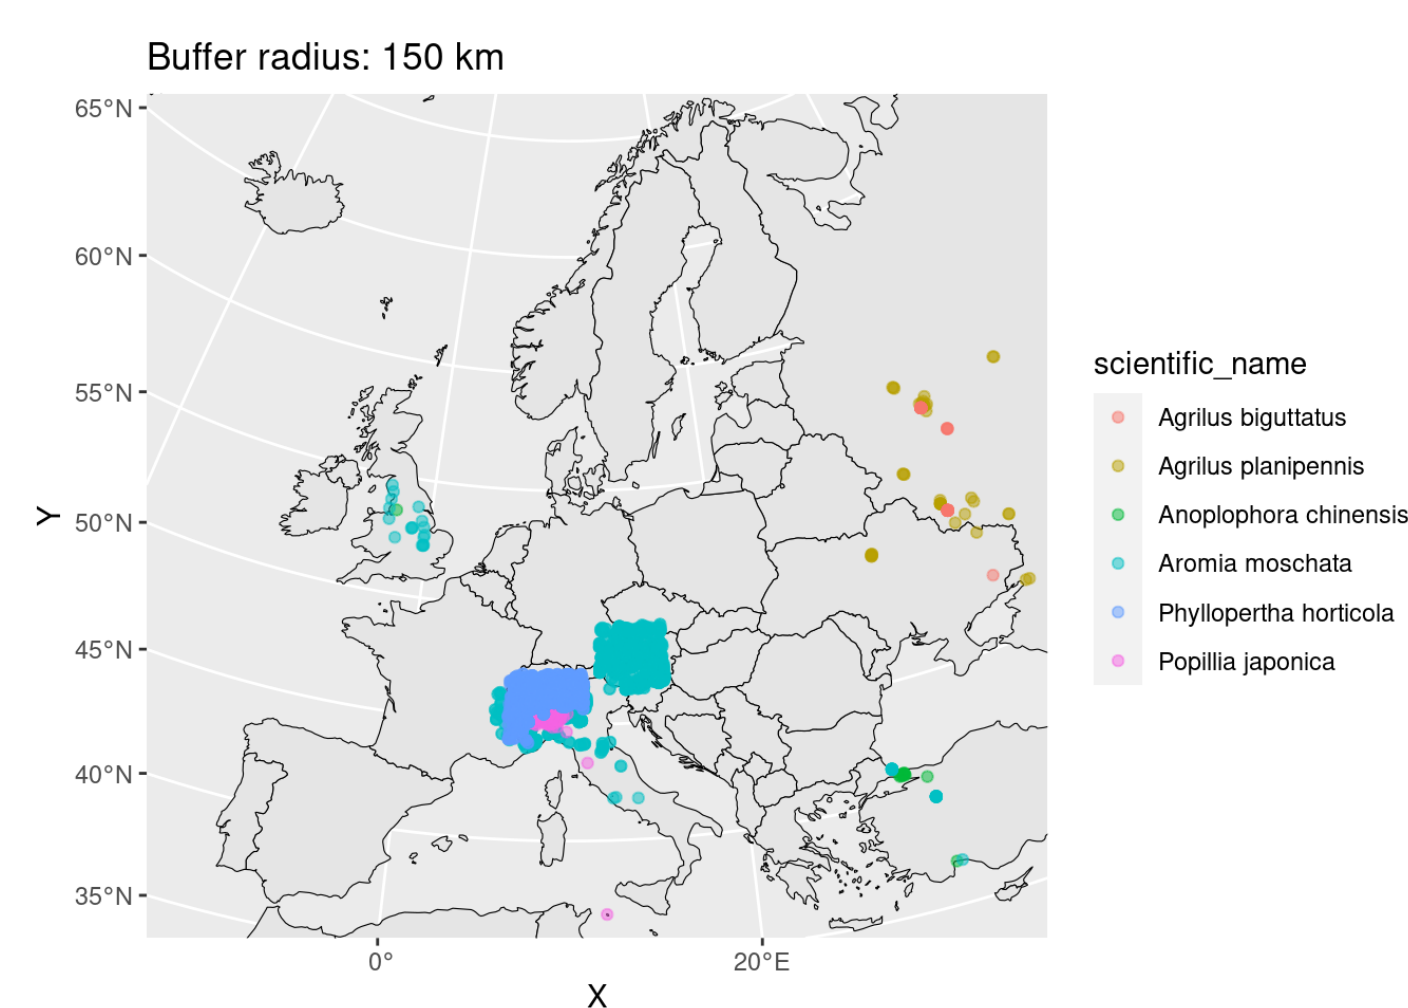 Buffer radius: 150 km
65°N
60°N
55°N
50°N
45°N
40°N
35°N
Y
0°
20°E
X
scientific_name
Agrilus biguttatus
Agrilus planipennis
Anoplophora chinensis
Aromia moschata
Phyllopertha horticola
Popillia japonica